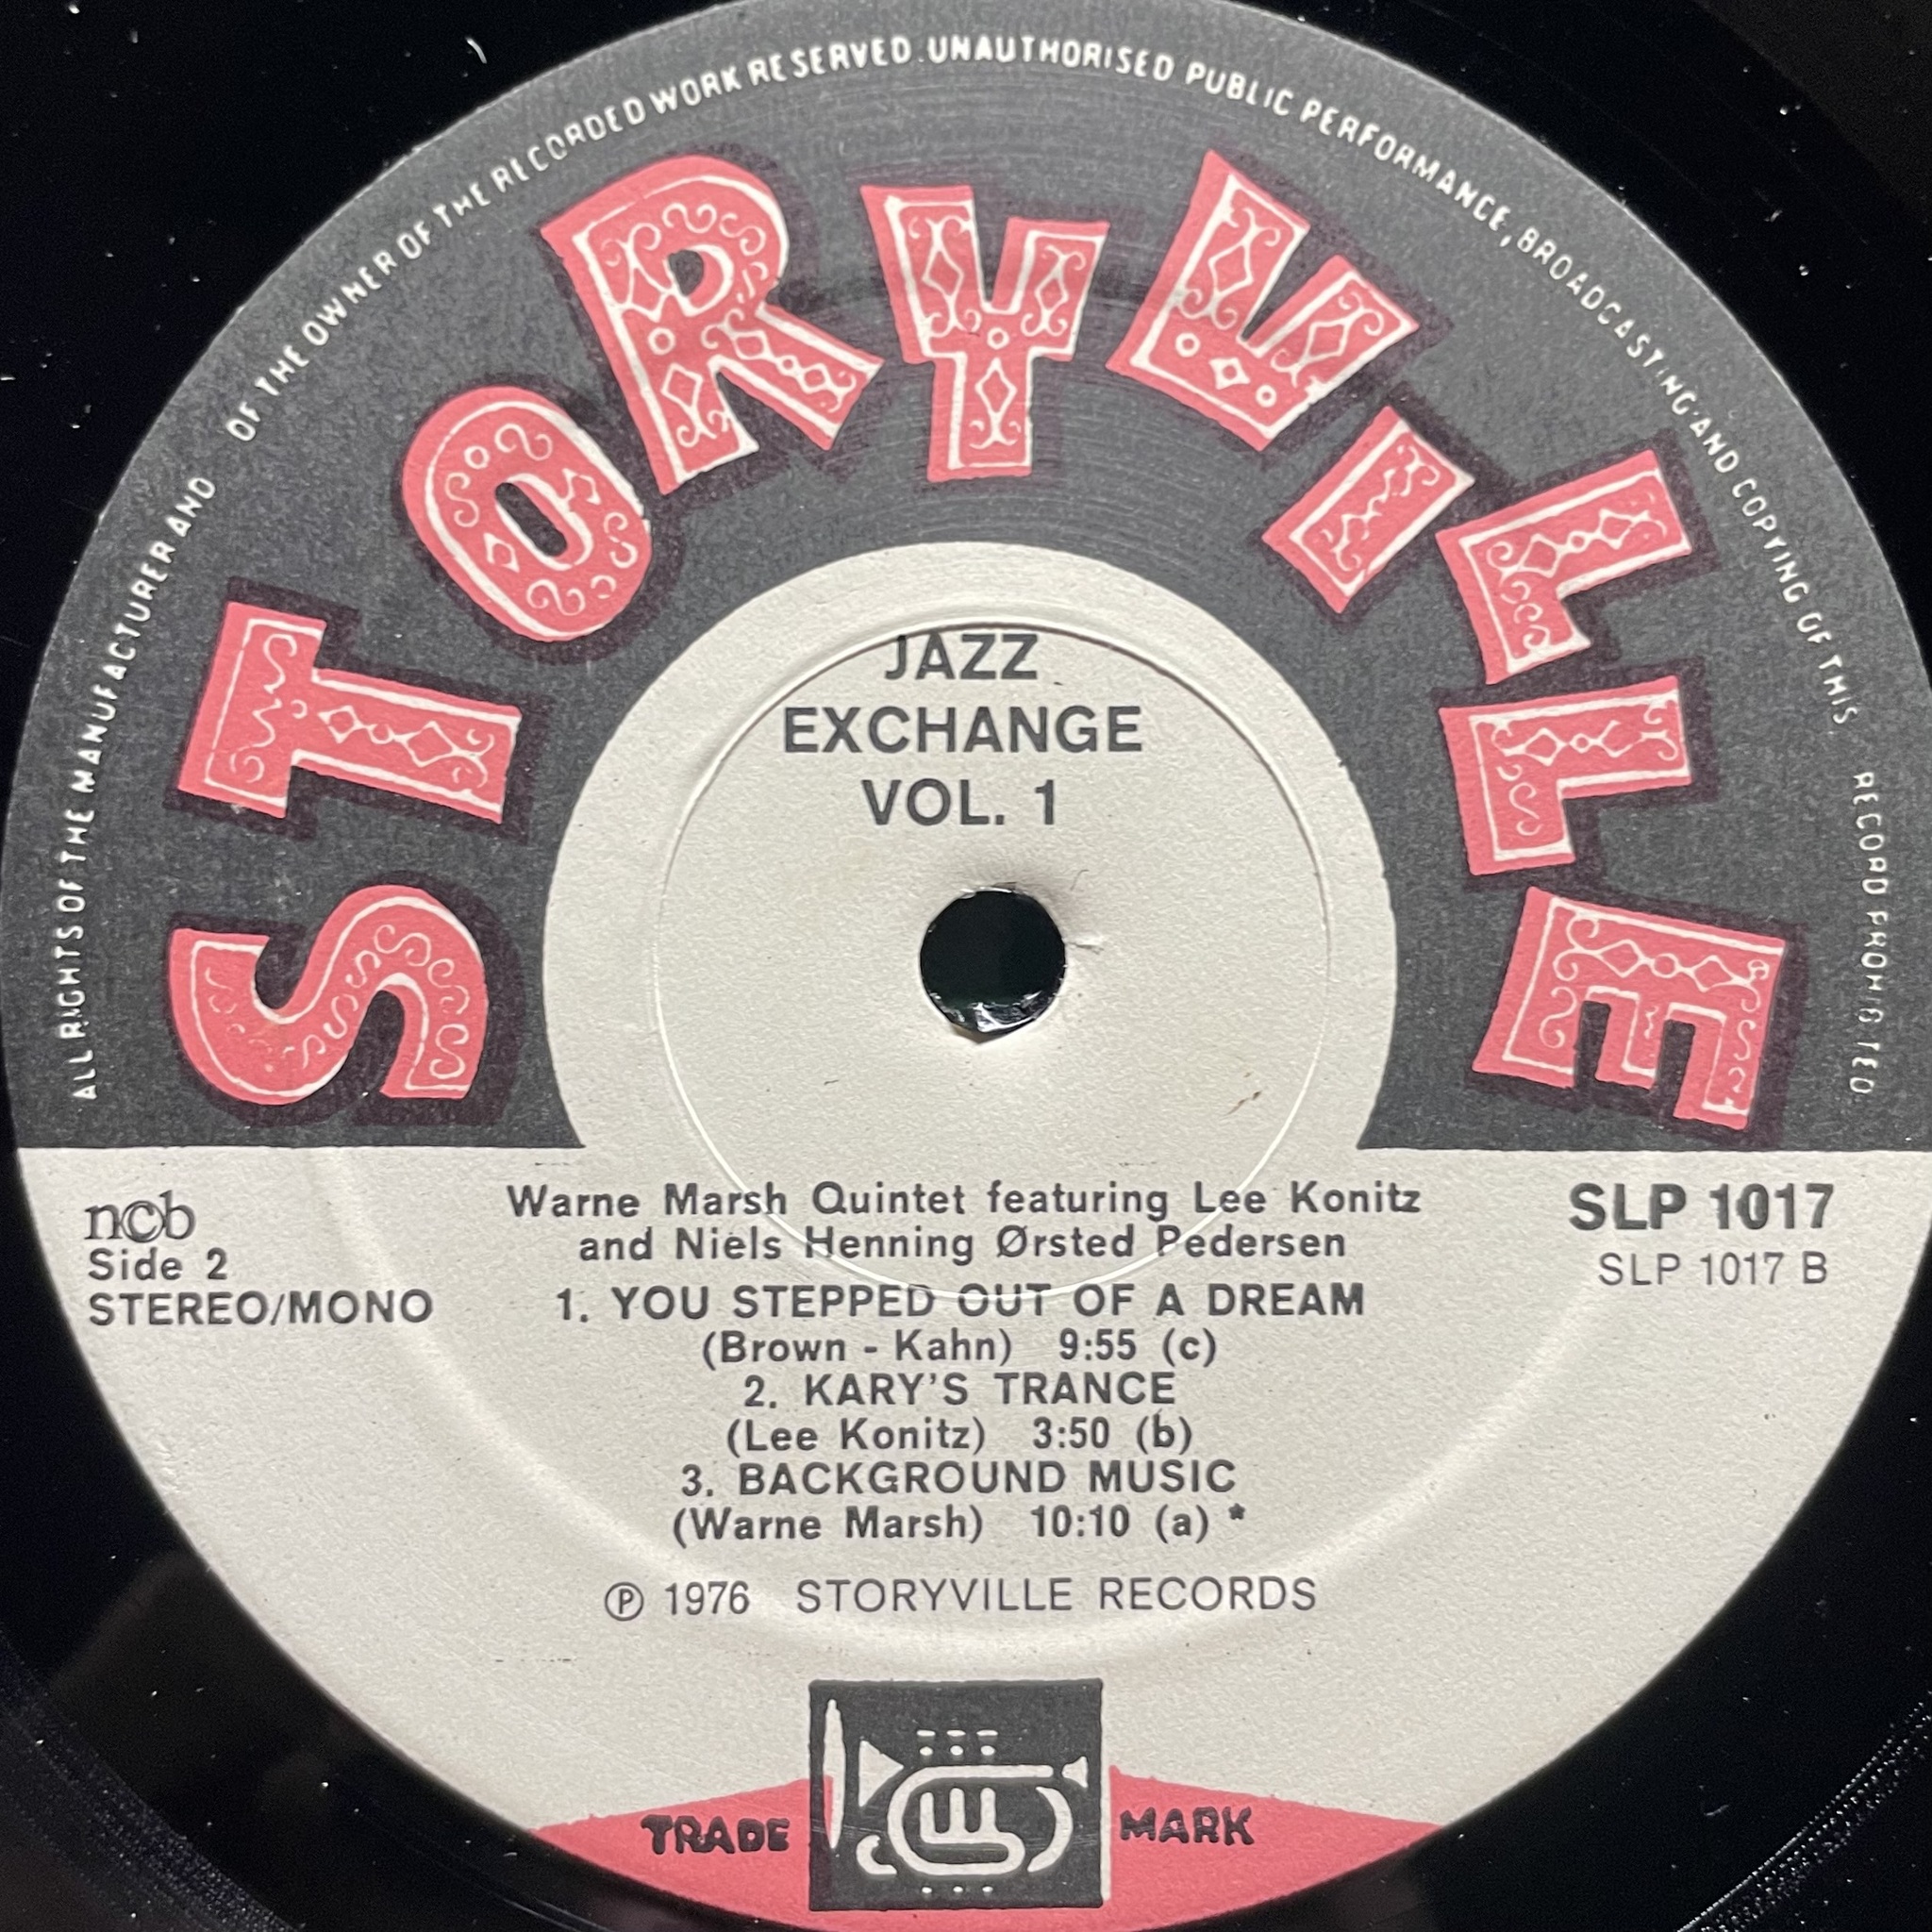 ALL RIGHTS OF THE MANUFACTURER AND OF THE OWNER OF THE RECORDED WORK RESERVED. UNAUTHORISED PUBLIC PERFORMANCE, BROADCASTING AND COPYING OF THIS RECORD PROHIBITED
STORYVILLE
JAZZ
EXCHANGE
VOL. 1
n©b
Side 2
STEREO/MONO
Warne Marsh Quintet featuring Lee Konitz
and Niels Henning Ørsted Pedersen
SLP 1017
SLP 1017 B
1. YOU STEPPED OUT OF A DREAM
(Brown - Kahn) 9:55 (c)
2. KARY'S TRANCE
(Lee Konitz) 3:50 (b)
3. BACKGROUND MUSIC
(Warne Marsh) 10:10 (a) *
℗ 1976 STORYVILLE RECORDS
TRADE MARK